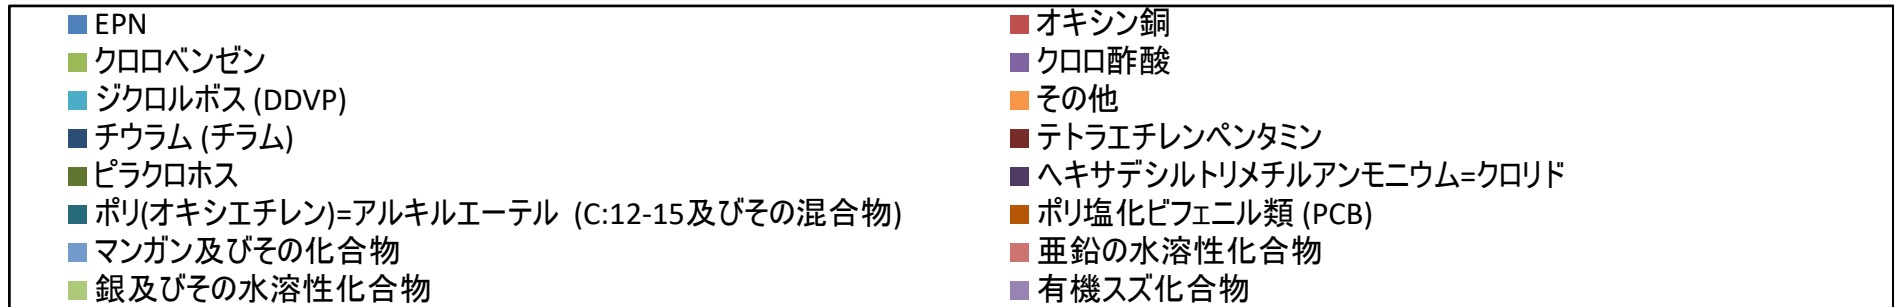 EPN
オキシン銅
クロロベンゼン
クロロ酢酸
ジクロルボス (DDVP)
その他
チウラム (チラム)
テトラエチレンペンタミン
ピラクロホス
ヘキサデシルトリメチルアンモニウム=クロリド
ポリ(オキシエチレン)=アルキルエーテル (C:12-15及びその混合物)
ポリ塩化ビフェニル類 (PCB)
マンガン及びその化合物
亜鉛の水溶性化合物
銀及びその水溶性化合物
有機スズ化合物